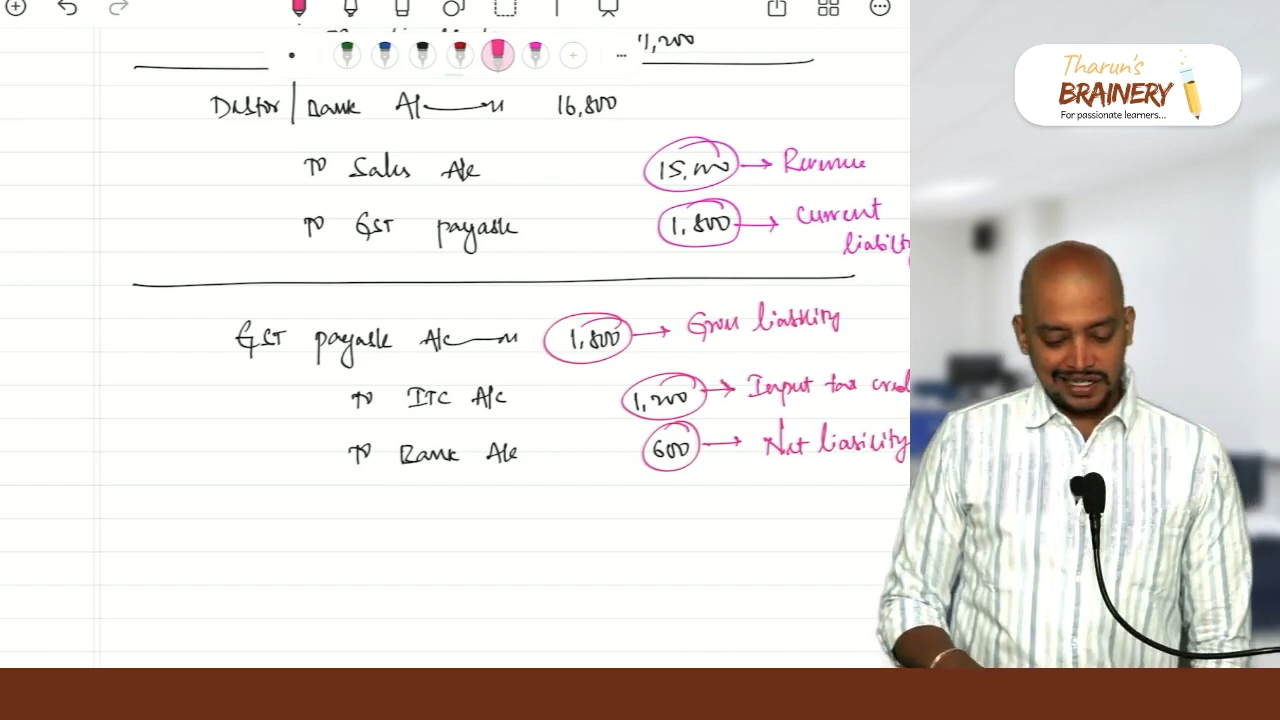 1,200
Debtor | Bank A/c 16,800
To Sales A/c 15,000 → Revenue
To GST payable 1,800 → Current
liability
GST payable A/c 1,800 → Gross liability
To ITC A/c 1,200 → Input tax cred
To Bank A/c 600 → Net liability
Tharun's
BRAINERY
For passionate learners...